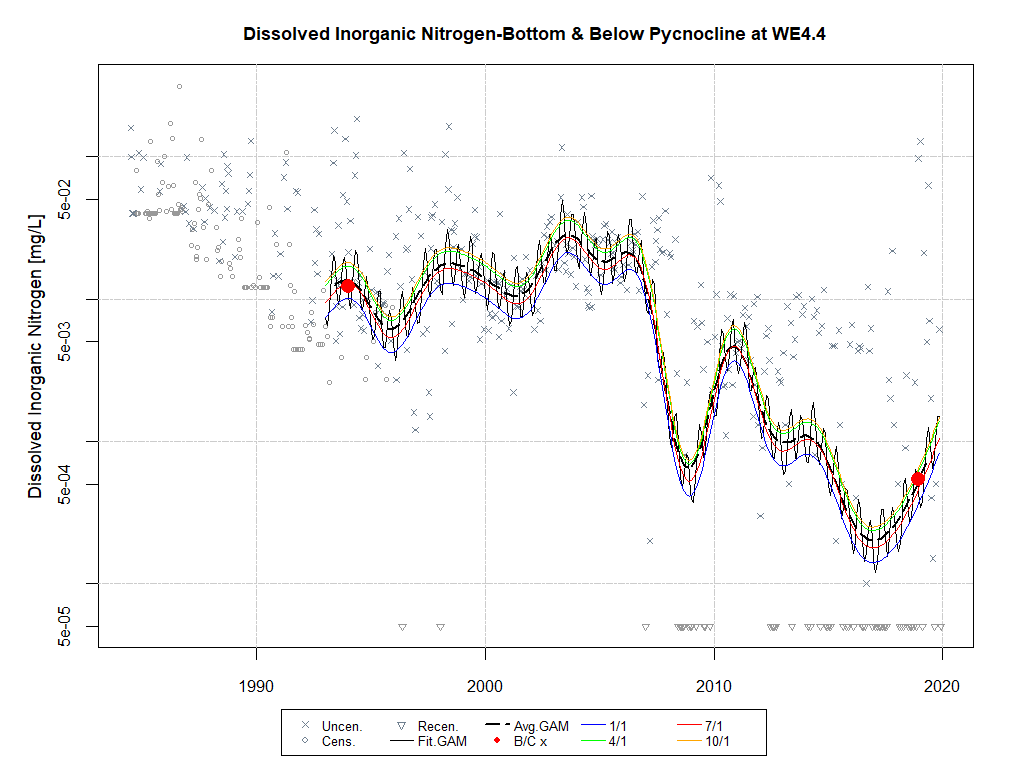 Dissolved Inorganic Nitrogen-Bottom & Below Pycnocline at WE4.4
Dissolved Inorganic Nitrogen [mg/L]
5e-02
5e-03
5e-04
5e-05
1990 2000 2010 2020
Uncen. Recen. Avg.GAM 1/1 7/1
Cens. Fit.GAM B/C x 4/1 10/1